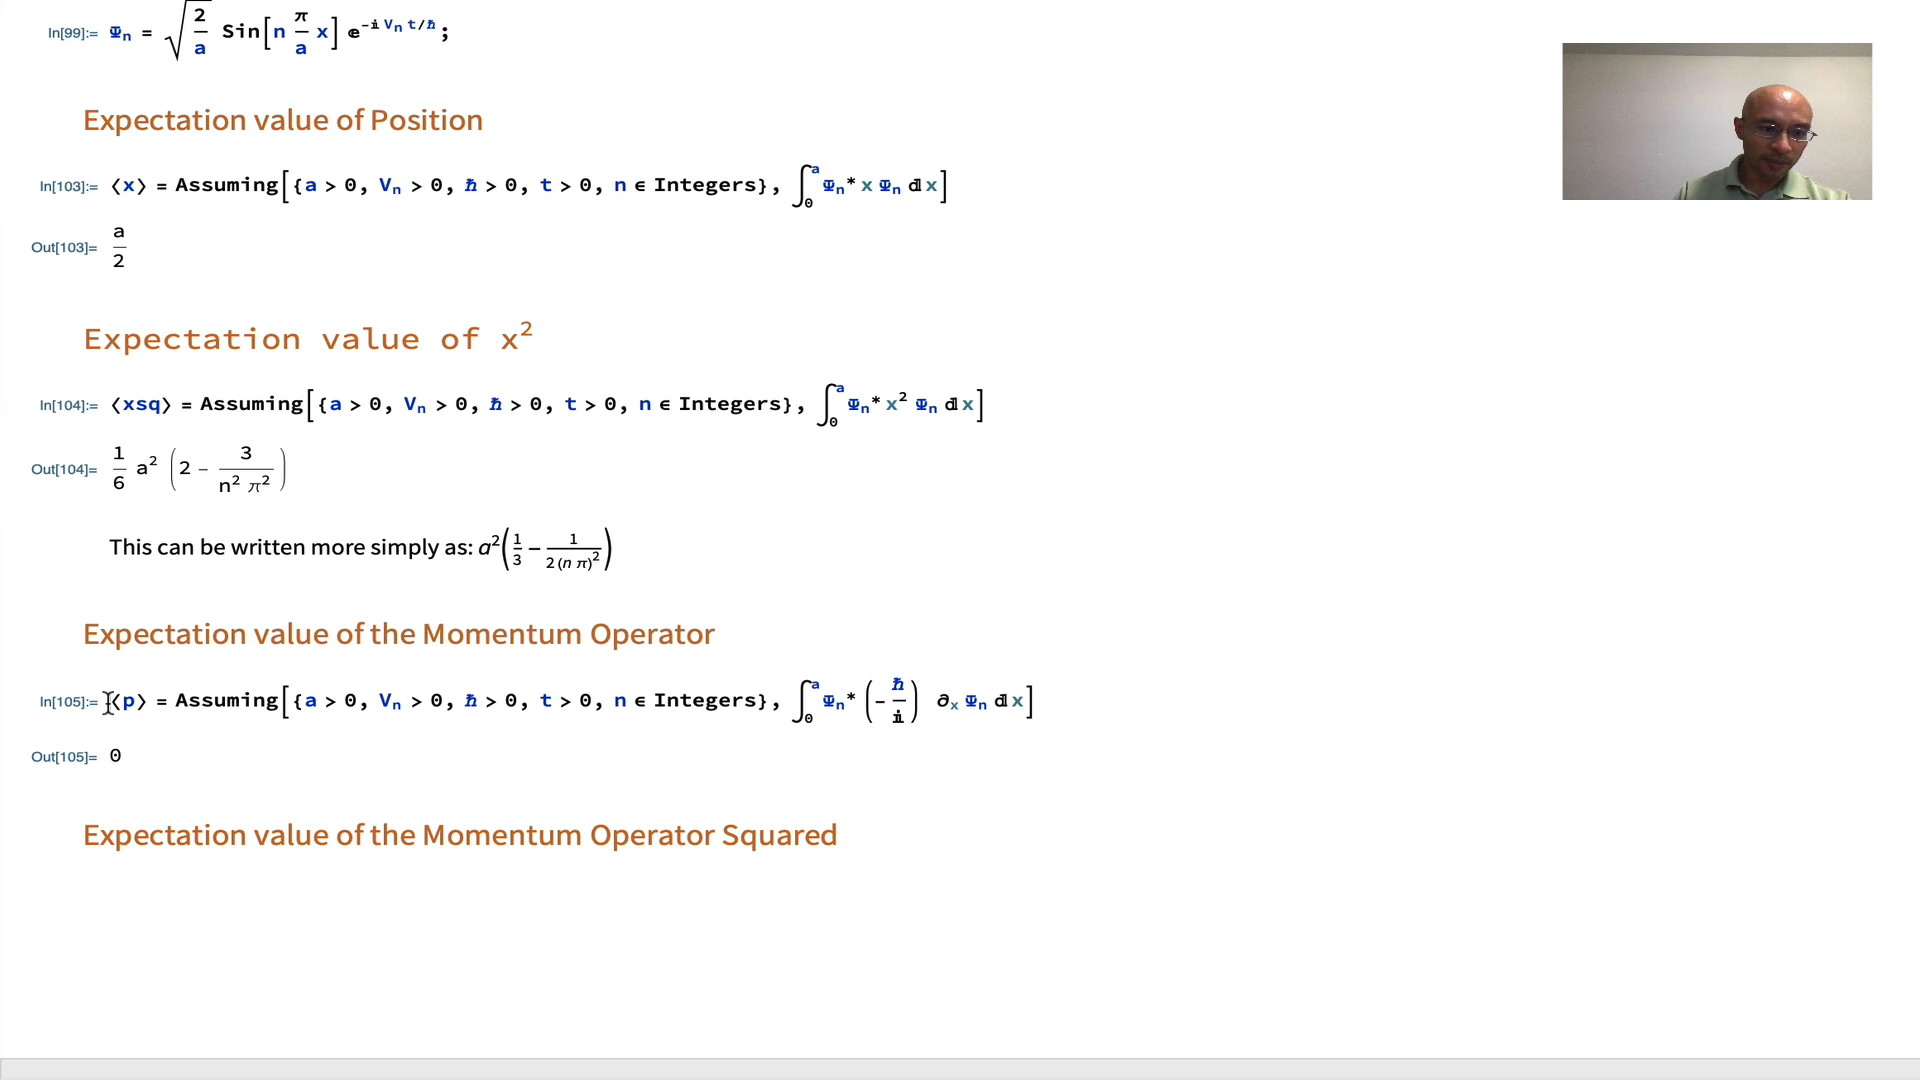 In[99]:= Ψn = √(2/a) Sin[n π/a x] e^(-i Vn t/ℏ);
Expectation value of Position
In[103]:= ⟨x⟩ = Assuming[{a > 0, Vn > 0, ℏ > 0, t > 0, n ∈ Integers}, ∫₀ᵃ Ψn* x Ψn dx]
Out[103]= a/2
Expectation value of x²
In[104]:= ⟨xsq⟩ = Assuming[{a > 0, Vn > 0, ℏ > 0, t > 0, n ∈ Integers}, ∫₀ᵃ Ψn* x² Ψn dx]
Out[104]= 1/6 a² (2 - 3/(n² π²))
This can be written more simply as: a²(1/3 - 1/(2 (n π)²))
Expectation value of the Momentum Operator
In[105]:= ⟨p⟩ = Assuming[{a > 0, Vn > 0, ℏ > 0, t > 0, n ∈ Integers}, ∫₀ᵃ Ψn* (-ℏ/i) ∂x Ψn dx]
Out[105]= 0
Expectation value of the Momentum Operator Squared